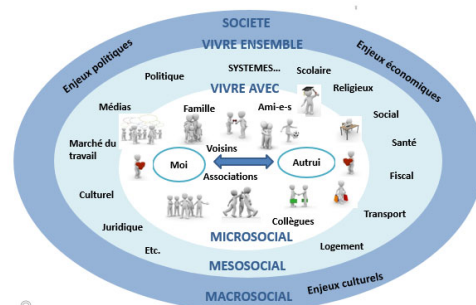 SOCIETE
VIVRE ENSEMBLE
Enjeux politiques
Enjeux économiques
SYSTEMES...
Politique
Scolaire
VIVRE AVEC
Religieux
Médias
Famille
Ami-e-s
Social
Marché du
travail
Voisins
Santé
Moi
Autrui
Associations
Fiscal
Culturel
Collègues
Transport
Juridique
MICROSOCIAL
Logement
Etc.
MESOSOCIAL
Enjeux culturels
MACROSOCIAL